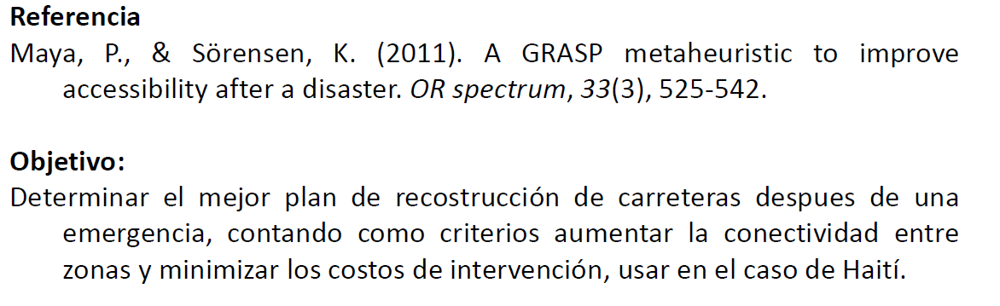 Referencia
Maya, P., & Sörensen, K. (2011). A GRASP metaheuristic to improve
accessibility after a disaster. OR spectrum, 33(3), 525-542.
Objetivo:
Determinar el mejor plan de recostrucción de carreteras despues de una
emergencia, contando como criterios aumentar la conectividad entre
zonas y minimizar los costos de intervención, usar en el caso de Haití.